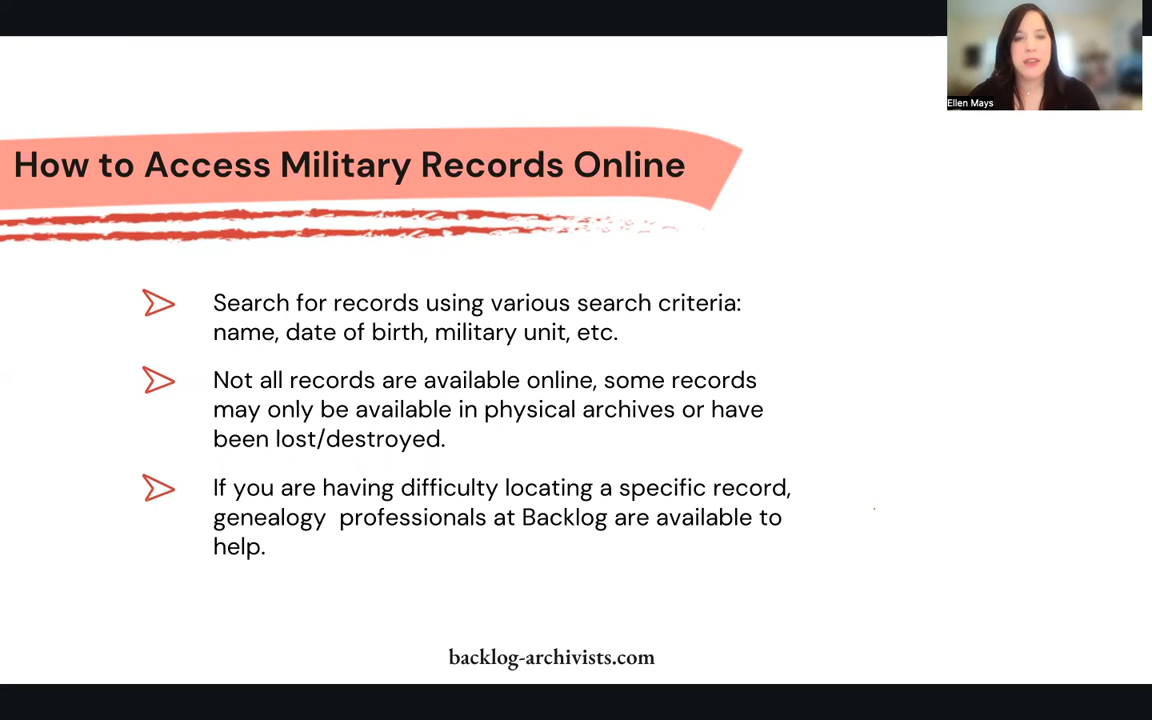 Ellen Mays
How to Access Military Records Online
Search for records using various search criteria:
name, date of birth, military unit, etc.
Not all records are available online, some records
may only be available in physical archives or have
been lost/destroyed.
If you are having difficulty locating a specific record,
genealogy  professionals at Backlog are available to
help.
backlog-archivists.com